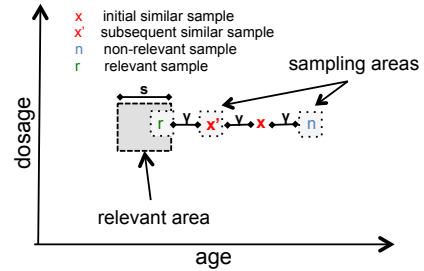 x initial similar sample
x' subsequent similar sample
n non-relevant sample
r relevant sample
sampling areas
s
r y x' y x y n
relevant area
dosage
age